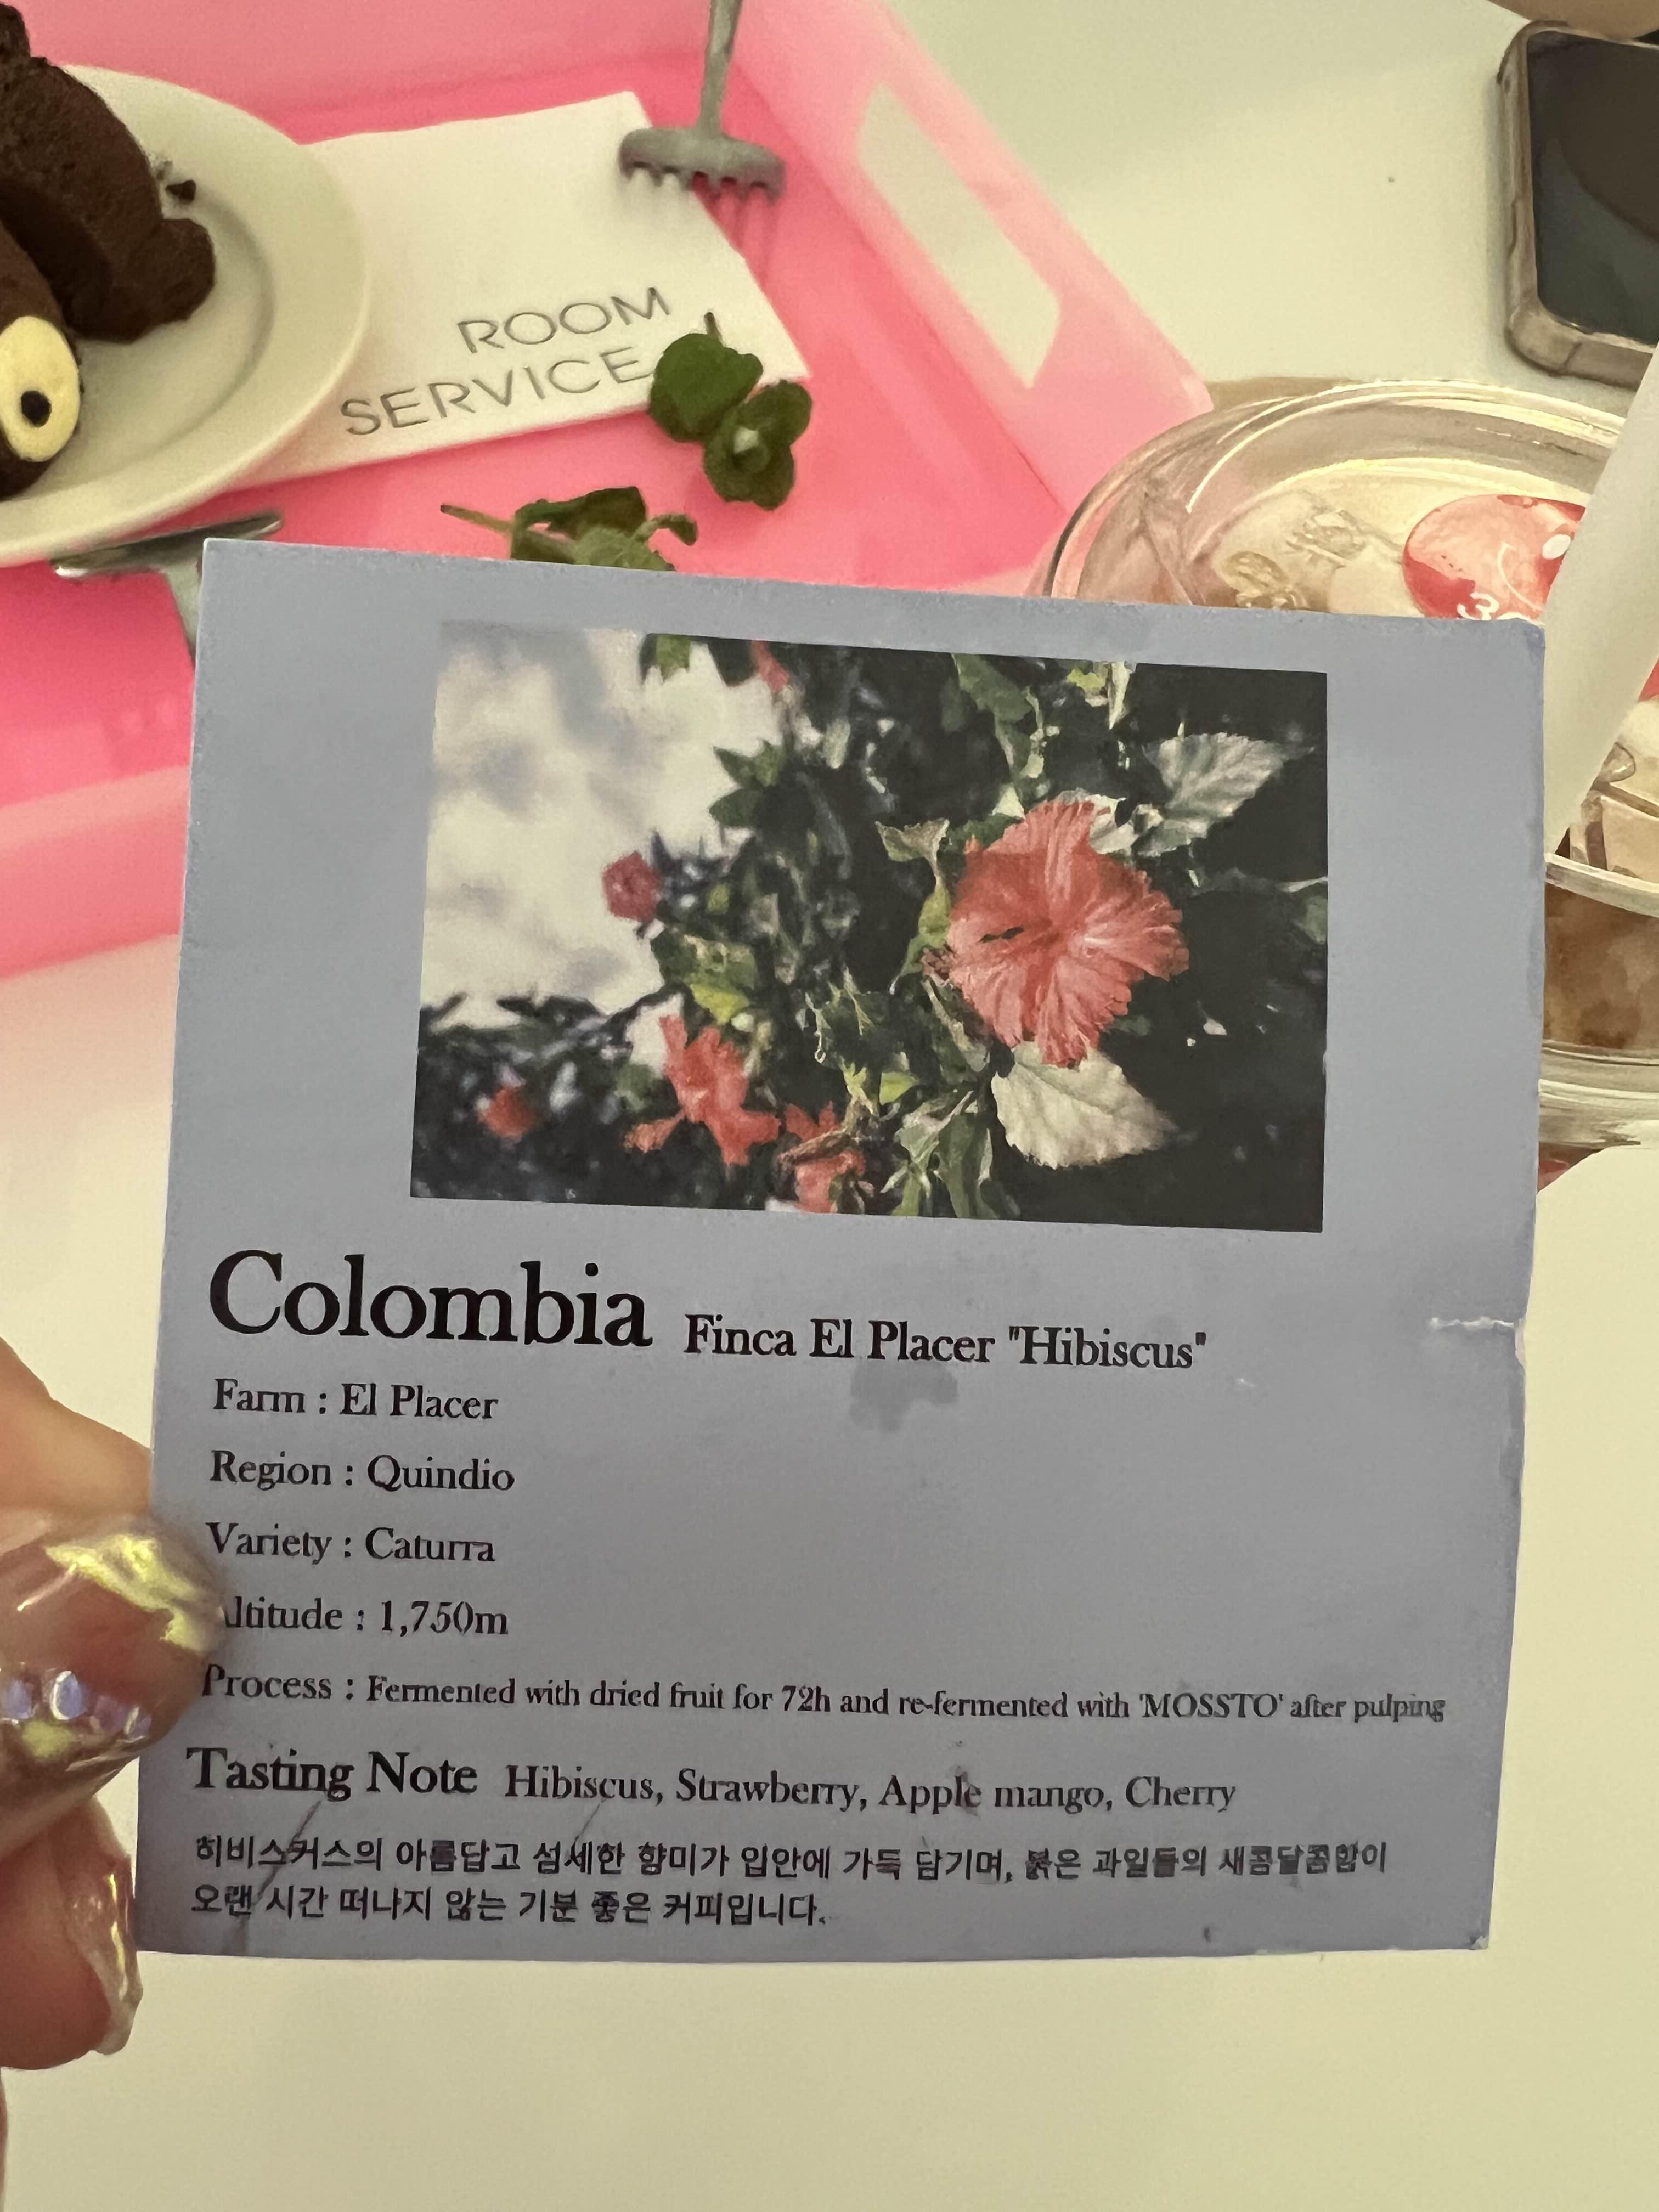 ROOM
SERVICE
Colombia Finca El Placer "Hibiscus"
Farm : El Placer
Region : Quindio
Variety : Caturra
Altitude : 1,750m
Process : Fermented with dried fruit for 72h and re-fermented with 'MOSSTO' after pulping
Tasting Note Hibiscus, Strawberry, Apple mango, Cherry
히비스커스의 아름답고 섬세한 향미가 입안에 가득 담기며, 붉은 과일들의 새콤달콤함이
오랜 시간 떠나지 않는 기분 좋은 커피입니다.